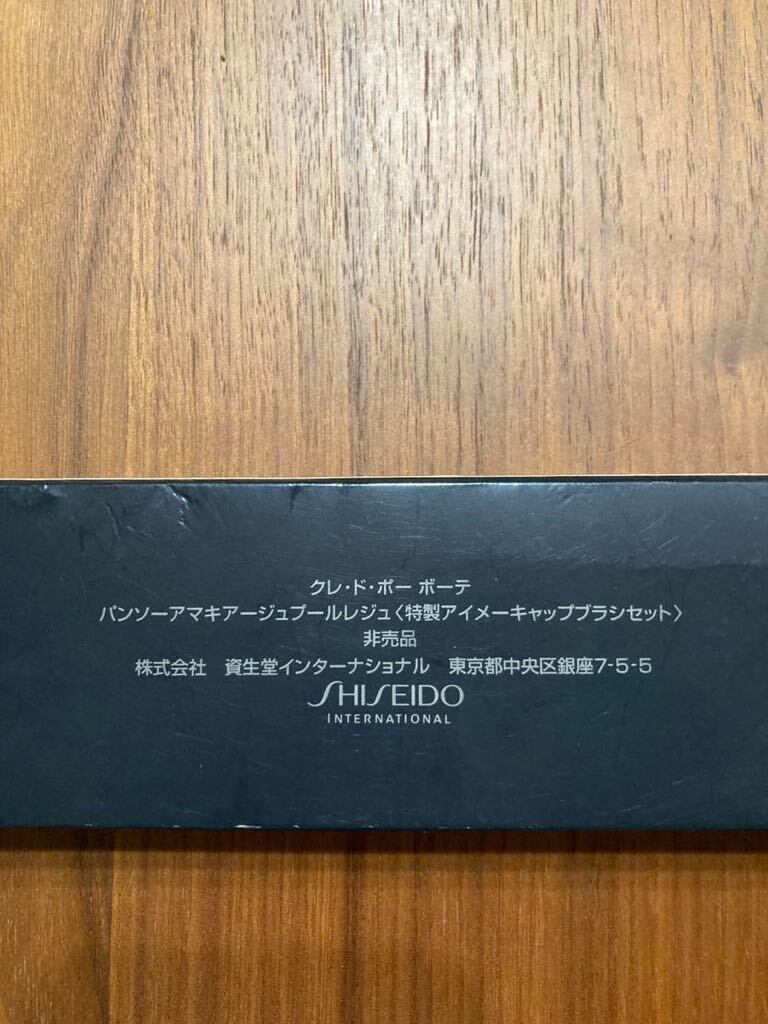 クレ・ド・ポー ボーテ
パンソーアマキアージュプールレジュ〈特製アイメーキャップブラシセット〉
非売品
株式会社　資生堂インターナショナル　東京都中央区銀座7-5-5
SHISEIDO
INTERNATIONAL